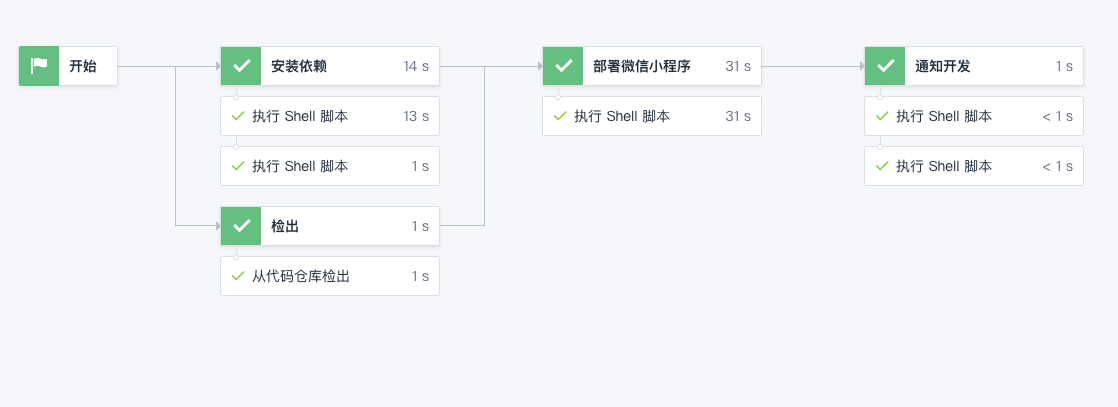 开始
安装依赖 14 s
执行 Shell 脚本 13 s
执行 Shell 脚本 1 s
检出 1 s
从代码仓库检出 1 s
部署微信小程序 31 s
执行 Shell 脚本 31 s
通知开发 1 s
执行 Shell 脚本 < 1 s
执行 Shell 脚本 < 1 s